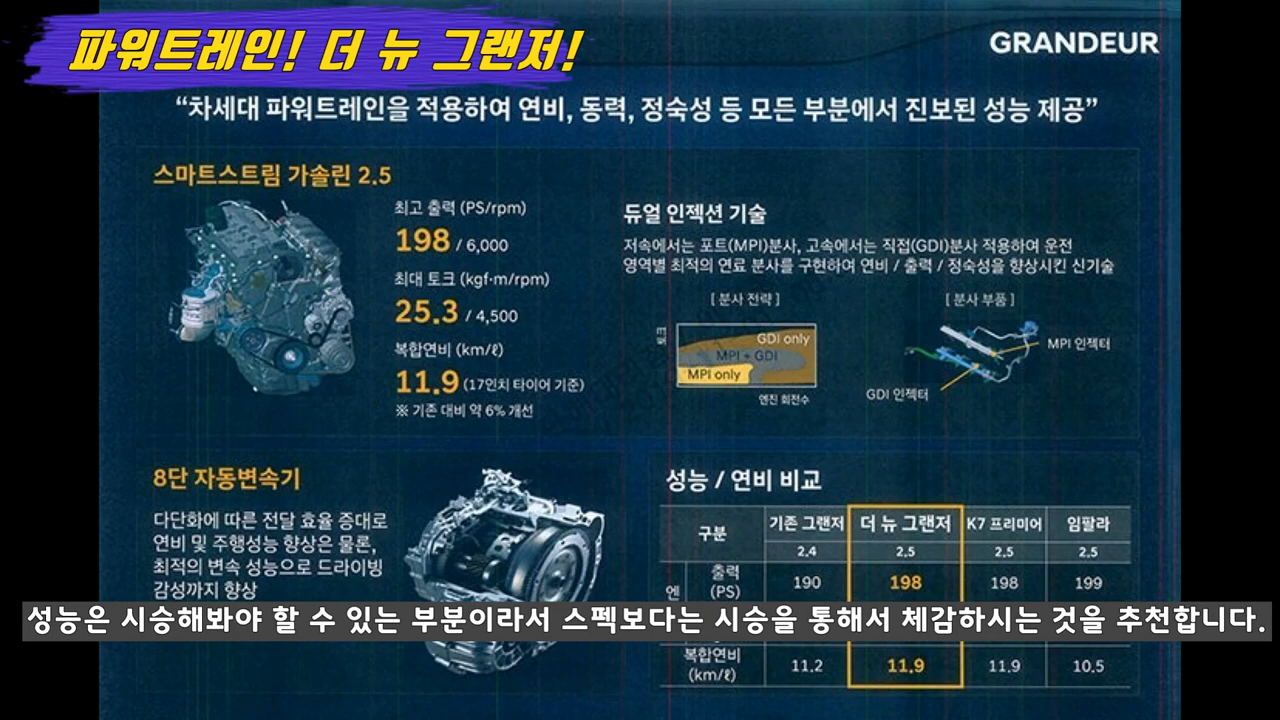 파워트레인! 더 뉴 그랜저!
GRANDEUR
“차세대 파워트레인을 적용하여 연비, 동력, 정숙성 등 모든 부분에서 진보된 성능 제공”
스마트스트림 가솔린 2.5
최고 출력 (PS/rpm)
198 / 6,000
최대 토크 (kgf·m/rpm)
25.3 / 4,500
복합연비 (km/ℓ)
11.9 (17인치 타이어 기준)
※ 기존 대비 약 6% 개선
듀얼 인젝션 기술
저속에서는 포트(MPI)분사, 고속에서는 직접(GDI)분사 적용하여 운전
영역별 최적의 연료 분사를 구현하여 연비 / 출력 / 정숙성을 향상시킨 신기술
[ 분사 전략 ]
토크
GDI only
MPI + GDI
MPI only
엔진 회전수
[ 분사 부품 ]
MPI 인젝터
GDI 인젝터
8단 자동변속기
다단화에 따른 전달 효율 증대로
연비 및 주행성능 향상은 물론,
최적의 변속 성능으로 드라이빙
감성까지 향상
성능 / 연비 비교
구분 기존 그랜저 더 뉴 그랜저 K7 프리미어 임팔라
2.4 2.5 2.5 2.5
엔 출력 (PS) 190 198 198 199
성능은 시승해봐야 할 수 있는 부분이라서 스펙보다는 시승을 통해서 체감하시는 것을 추천합니다.
복합연비 (km/ℓ) 11.2 11.9 11.9 10.5